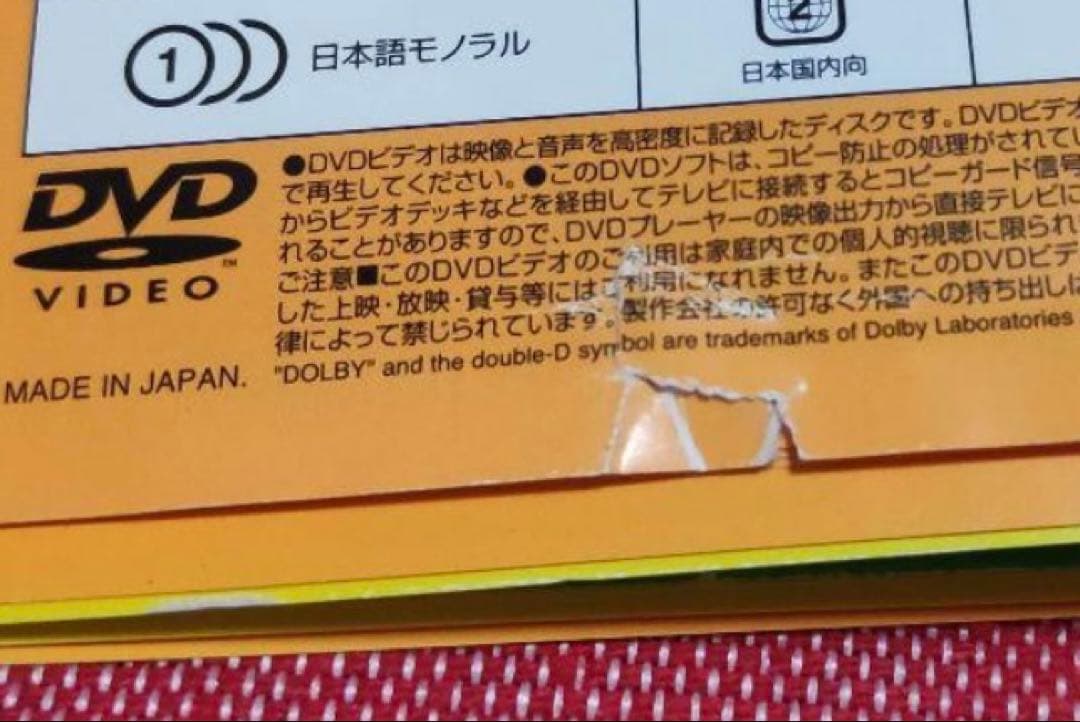 1 日本語モノラル
2
日本国内向
DVD
VIDEO
TM
MADE IN JAPAN.
●DVDビデオは映像と音声を高密度に記録したディスクです。DVDビデオ
で再生してください。●このDVDソフトは、コピー防止の処理がされてい
からビデオデッキなどを経由してテレビに接続するとコピーガード信号
れることがありますので、DVDプレーヤーの映像出力から直接テレビに
ご注意■このDVDビデオのご利用は家庭内での個人的視聴に限られ
した上映・放映・貸与等にはご利用になれません。またこのDVDビデ
律によって禁じられています。製作会社の許可なく外国への持ち出しは
"DOLBY" and the double-D symbol are trademarks of Dolby Laboratories